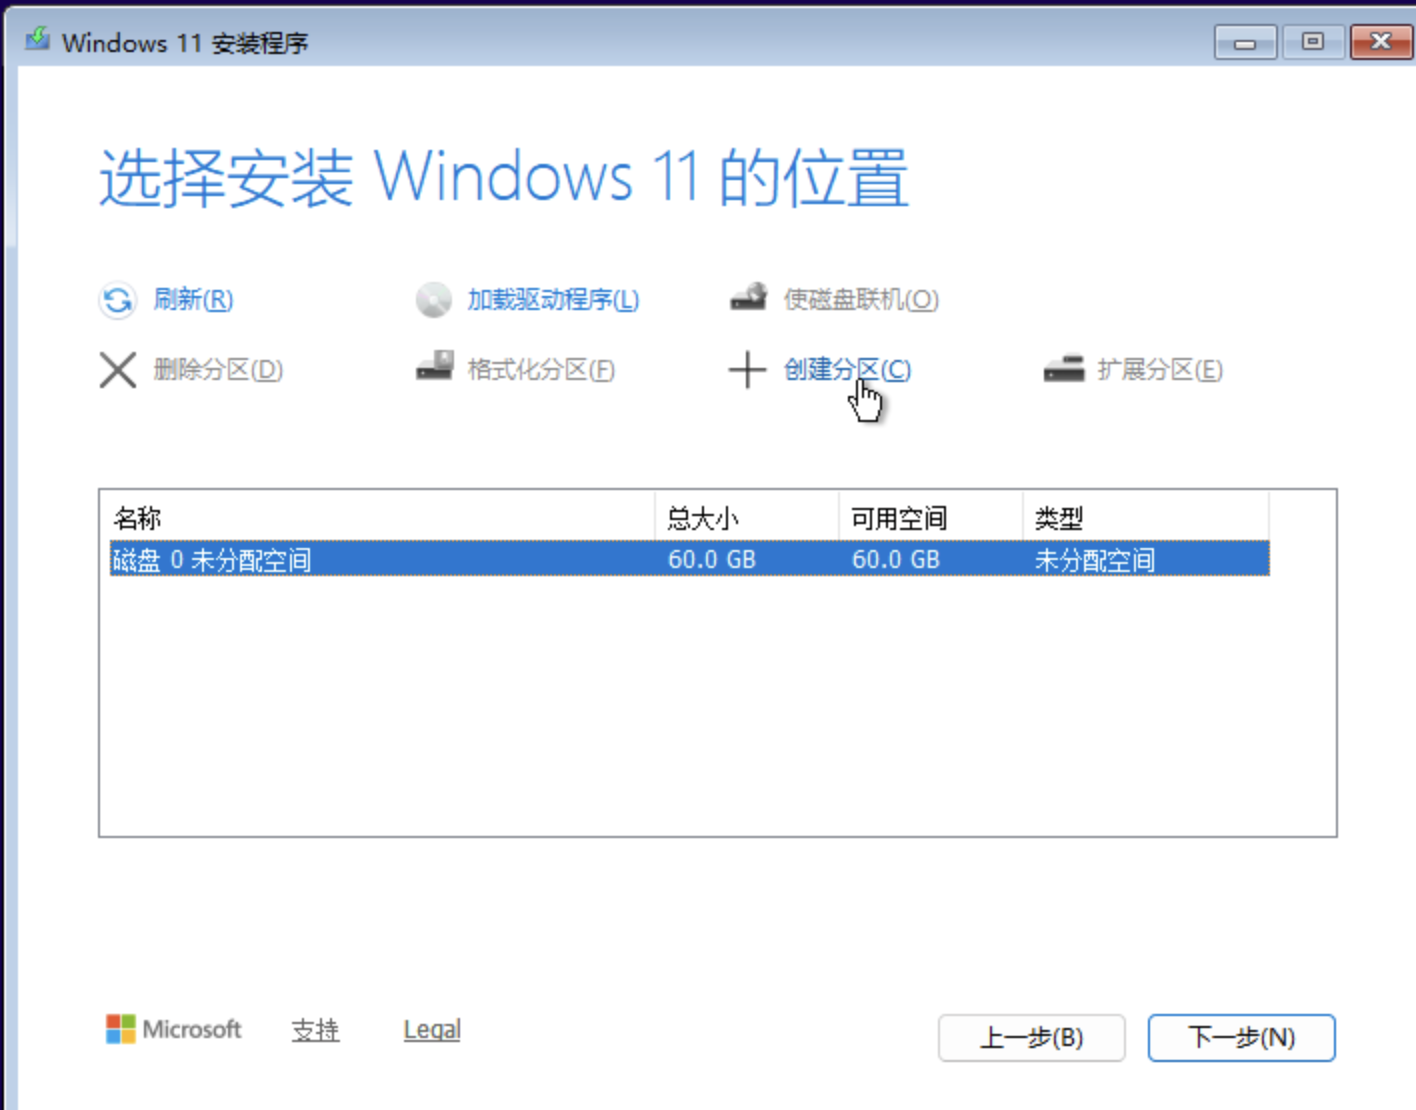 Windows 11 安装程序
选择安装 Windows 11 的位置
刷新(R) 加载驱动程序(L) 使磁盘联机(O)
删除分区(D) 格式化分区(F) 创建分区(C) 扩展分区(E)
名称 总大小 可用空间 类型
磁盘 0 未分配空间 60.0 GB 60.0 GB 未分配空间
Microsoft 支持 Legal 上一步(B) 下一步(N)